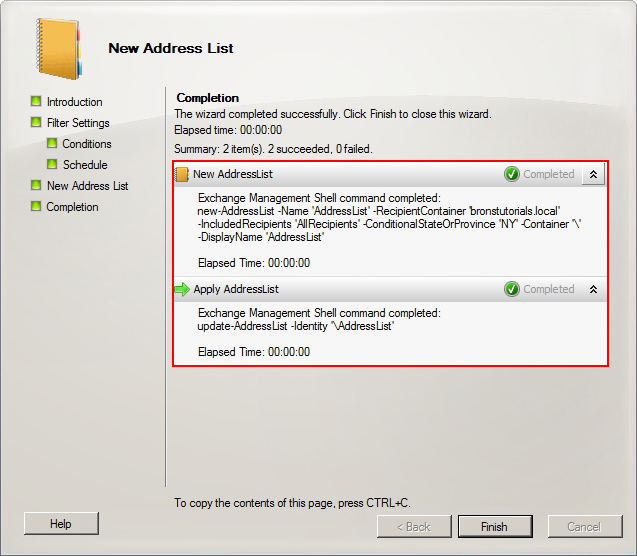 New Address List
Introduction
Filter Settings
Conditions
Schedule
New Address List
Completion
Completion
The wizard completed successfully. Click Finish to close this wizard.
Elapsed time: 00:00:00
Summary: 2 item(s). 2 succeeded, 0 failed.
New AddressList
Completed
Exchange Management Shell command completed:
new-AddressList -Name 'AddressList' -RecipientContainer 'bronstutorials.local'
-IncludedRecipients 'AllRecipients' -ConditionalStateOrProvince 'NY' -Container '\'
-DisplayName 'AddressList'
Elapsed Time: 00:00:00
Apply AddressList
Completed
Exchange Management Shell command completed:
update-AddressList -Identity '\AddressList'
Elapsed Time: 00:00:00
To copy the contents of this page, press CTRL+C.
Help
< Back
Finish
Cancel